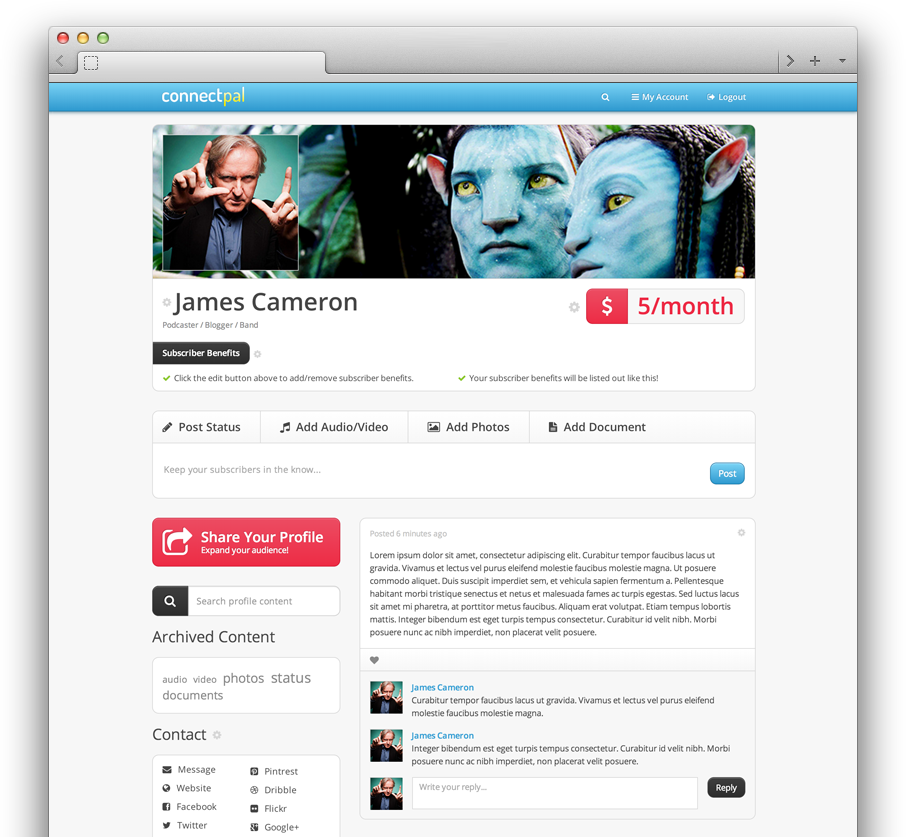 connectpal
My Account
Logout
James Cameron
$ 5/month
Podcaster / Blogger / Band
Subscriber Benefits
Click the edit button above to add/remove subscriber benefits.
Your subscriber benefits will be listed out like this!
Post Status
Add Audio/Video
Add Photos
Add Document
Keep your subscribers in the know...
Post
Share Your Profile
Expand your audience!
Search profile content
Archived Content
audio video photos status
documents
Contact
Message
Website
Facebook
Twitter
Pintrest
Dribble
Flickr
Google+
Posted 6 minutes ago
Lorem ipsum dolor sit amet, consectetur adipiscing elit. Curabitur tempor faucibus lacus ut
gravida. Vivamus et lectus vel purus eleifend molestie faucibus molestie magna. Ut posuere
commodo aliquet. Duis suscipit imperdiet sem, et vehicula sapien fermentum a. Pellentesque
habitant morbi tristique senectus et netus et malesuada fames ac turpis egestas. Sed luctus lacus
sit amet mi pharetra, at porttitor metus faucibus. Aliquam erat volutpat. Etiam tempus lobortis
mattis. Integer bibendum est eget turpis tempus consectetur. Curabitur id velit nibh. Morbi
posuere nunc ac nibh imperdiet, non placerat velit posuere.
James Cameron
Curabitur tempor faucibus lacus ut gravida. Vivamus et lectus vel purus eleifend
molestie faucibus molestie magna.
James Cameron
Integer bibendum est eget turpis tempus consectetur. Curabitur id velit nibh. Morbi
posuere nunc ac nibh imperdiet, non placerat velit posuere.
Write your reply...
Reply